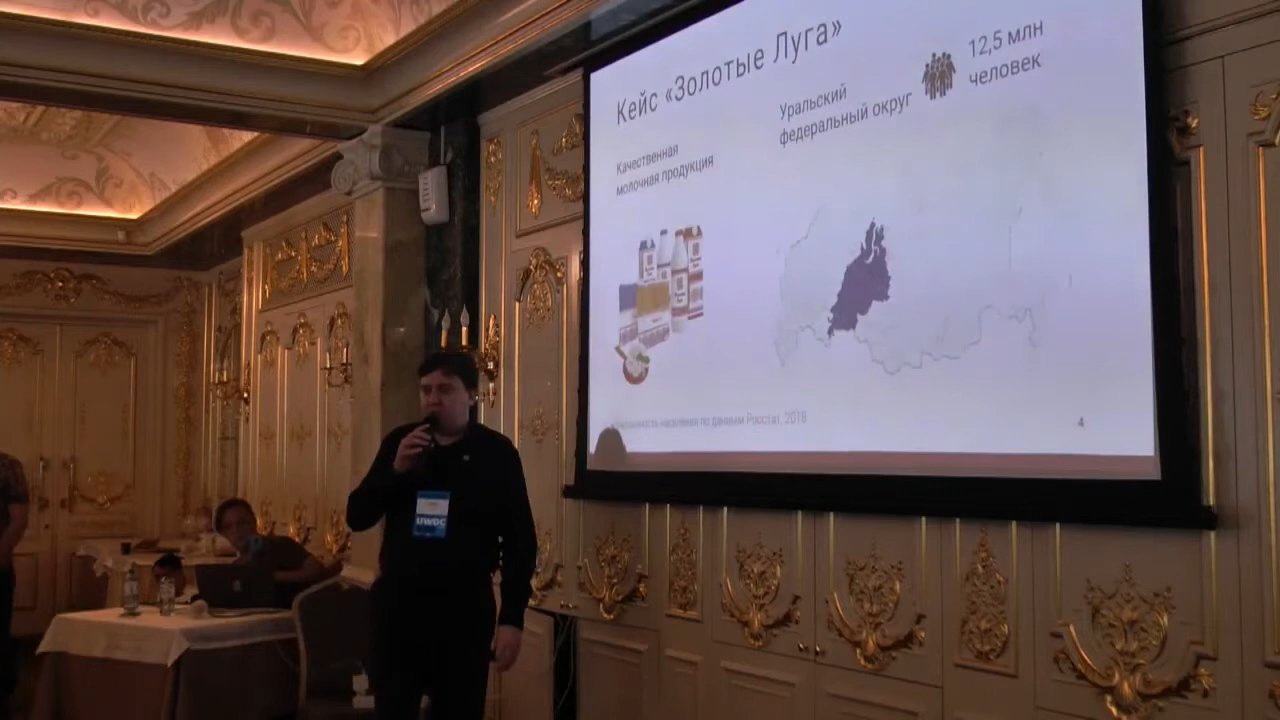 Кейс «Золотые Луга»
12,5 млн
человек
Уральский
федеральный округ
Качественная
молочная продукция
населения по данным Росстат, 2018
4
UWDC